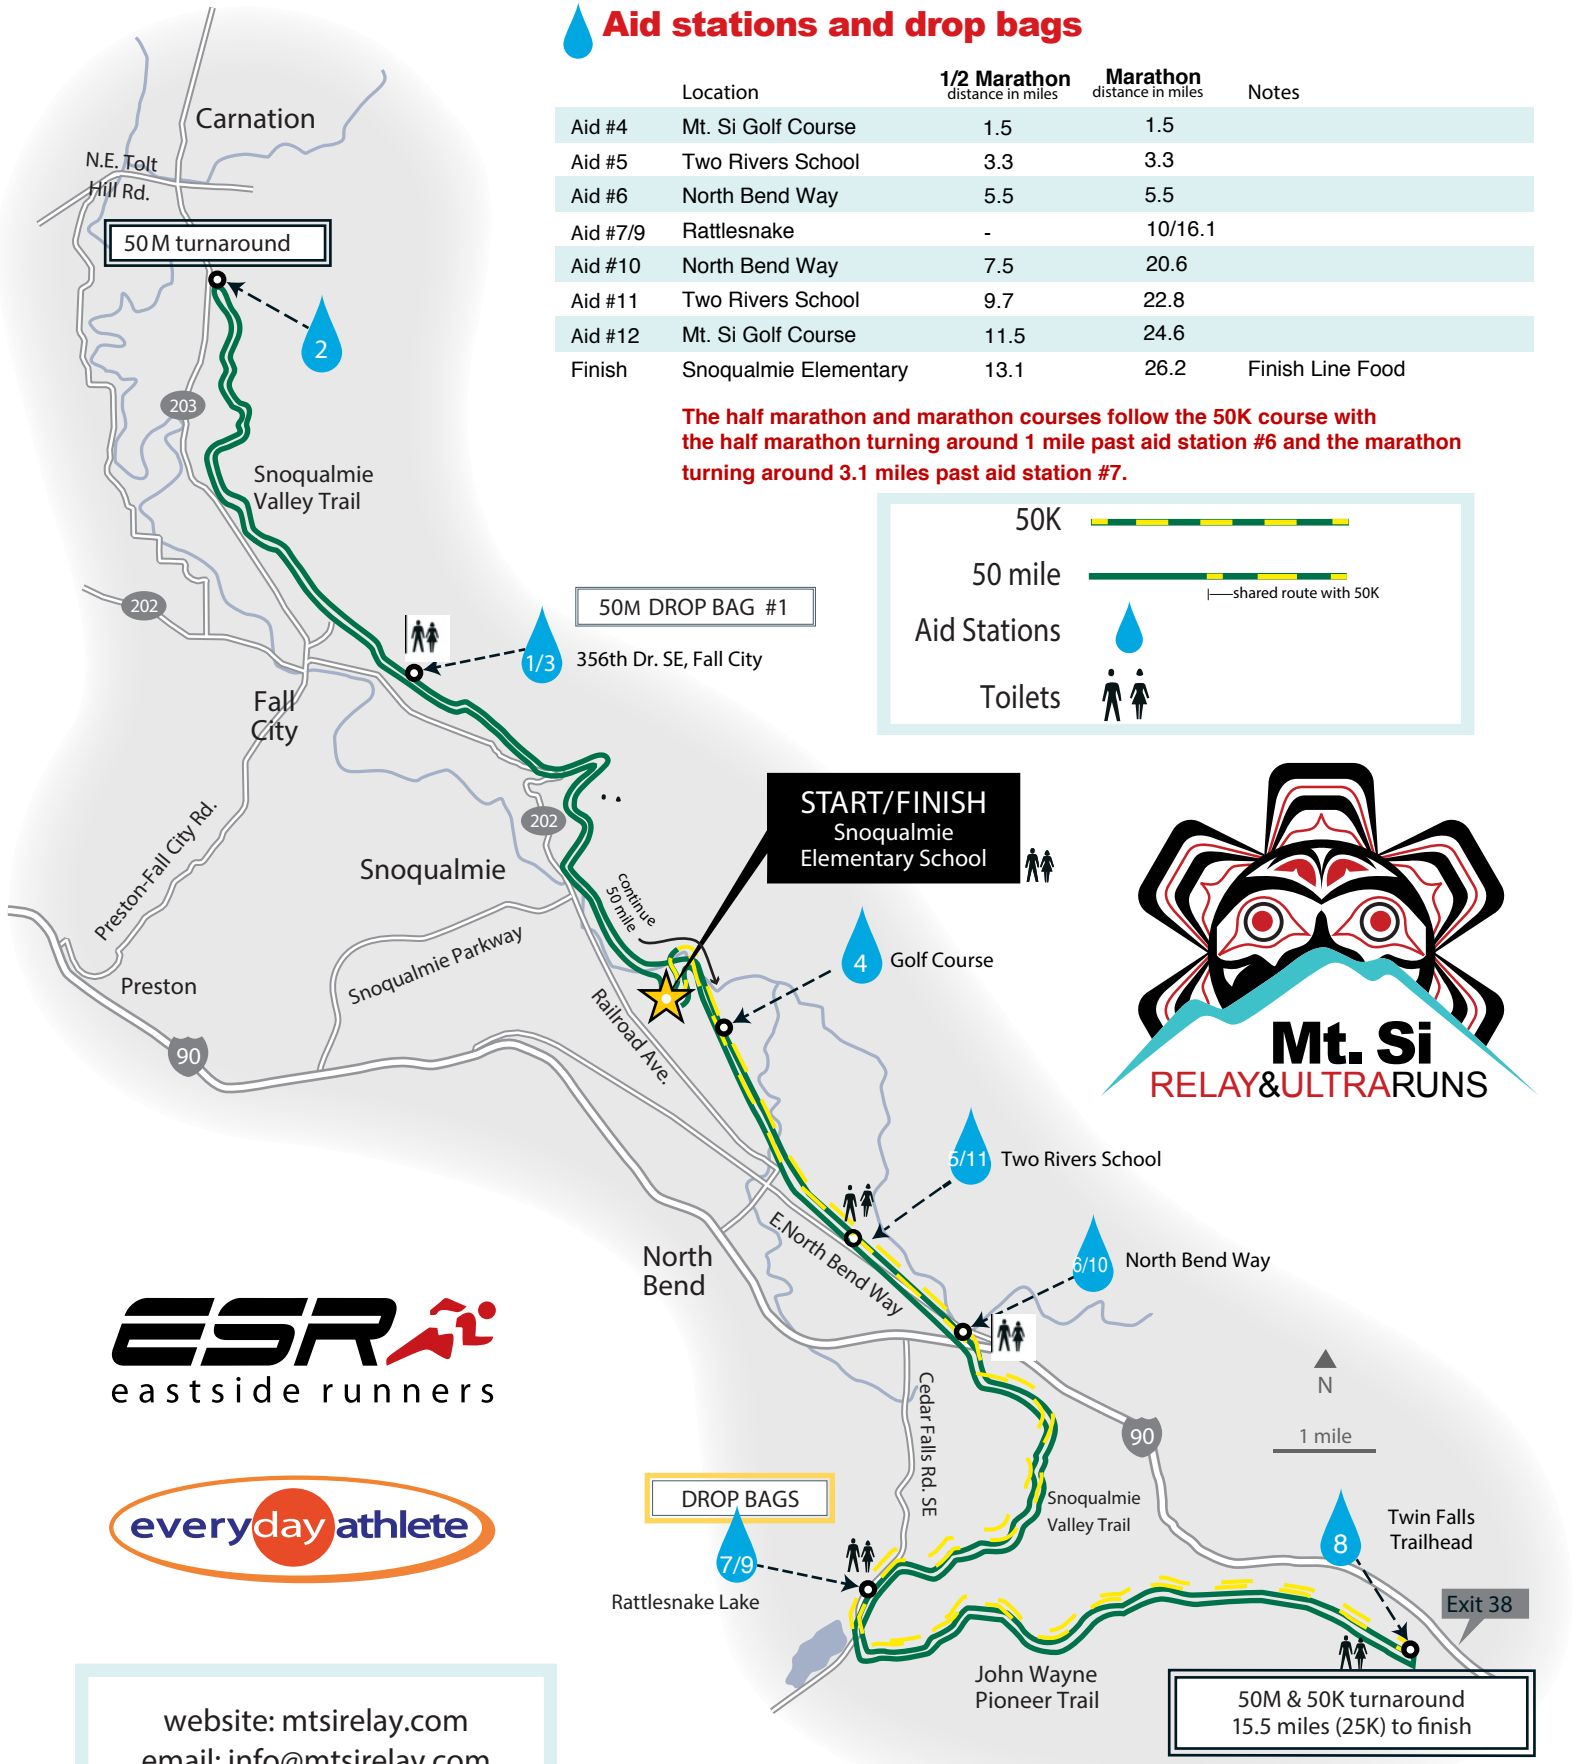 Aid stations and drop bags
Location 1/2 Marathon distance in miles Marathon distance in miles Notes
Aid #4 Mt. Si Golf Course 1.5 1.5
Aid #5 Two Rivers School 3.3 3.3
Aid #6 North Bend Way 5.5 5.5
Aid #7/9 Rattlesnake - 10/16.1
Aid #10 North Bend Way 7.5 20.6
Aid #11 Two Rivers School 9.7 22.8
Aid #12 Mt. Si Golf Course 11.5 24.6
Finish Snoqualmie Elementary 13.1 26.2 Finish Line Food
The half marathon and marathon courses follow the 50K course with
the half marathon turning around 1 mile past aid station #6 and the marathon
turning around 3.1 miles past aid station #7.
50K
50 mile
shared route with 50K
Aid Stations
Toilets
Carnation
N.E. Tolt
Hill Rd.
50M turnaround
2
203
Snoqualmie
Valley Trail
202
50M DROP BAG #1
1/3
356th Dr. SE, Fall City
Fall
City
202
START/FINISH
Snoqualmie
Elementary School
Preston-Fall City Rd.
Snoqualmie
continue
50 mile
4
Golf Course
Snoqualmie Parkway
Preston
Railroad Ave.
90
Mt. Si
RELAY&ULTRARUNS
5/11
Two Rivers School
E.North Bend Way
North
Bend
6/10
North Bend Way
ESR
eastside runners
N
1 mile
Cedar Falls Rd. SE
90
DROP BAGS
7/9
Rattlesnake Lake
Snoqualmie
Valley Trail
everyday athlete
8
Twin Falls
Trailhead
Exit 38
John Wayne
Pioneer Trail
50M & 50K turnaround
15.5 miles (25K) to finish
website: mtsirelay.com
email: info@mtsirelay.com